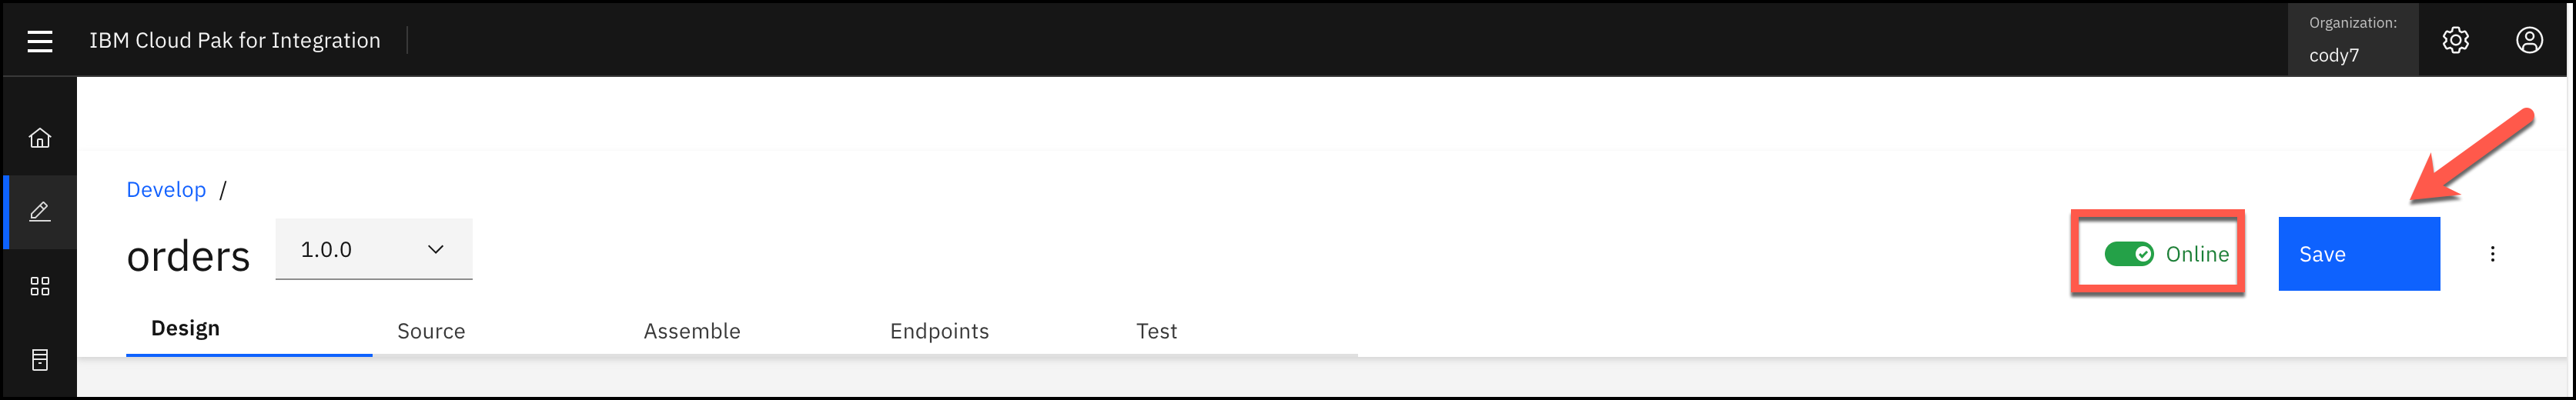 IBM Cloud Pak for Integration
Organization:
cody7
Develop /
orders
1.0.0
Online
Save
Design
Source
Assemble
Endpoints
Test